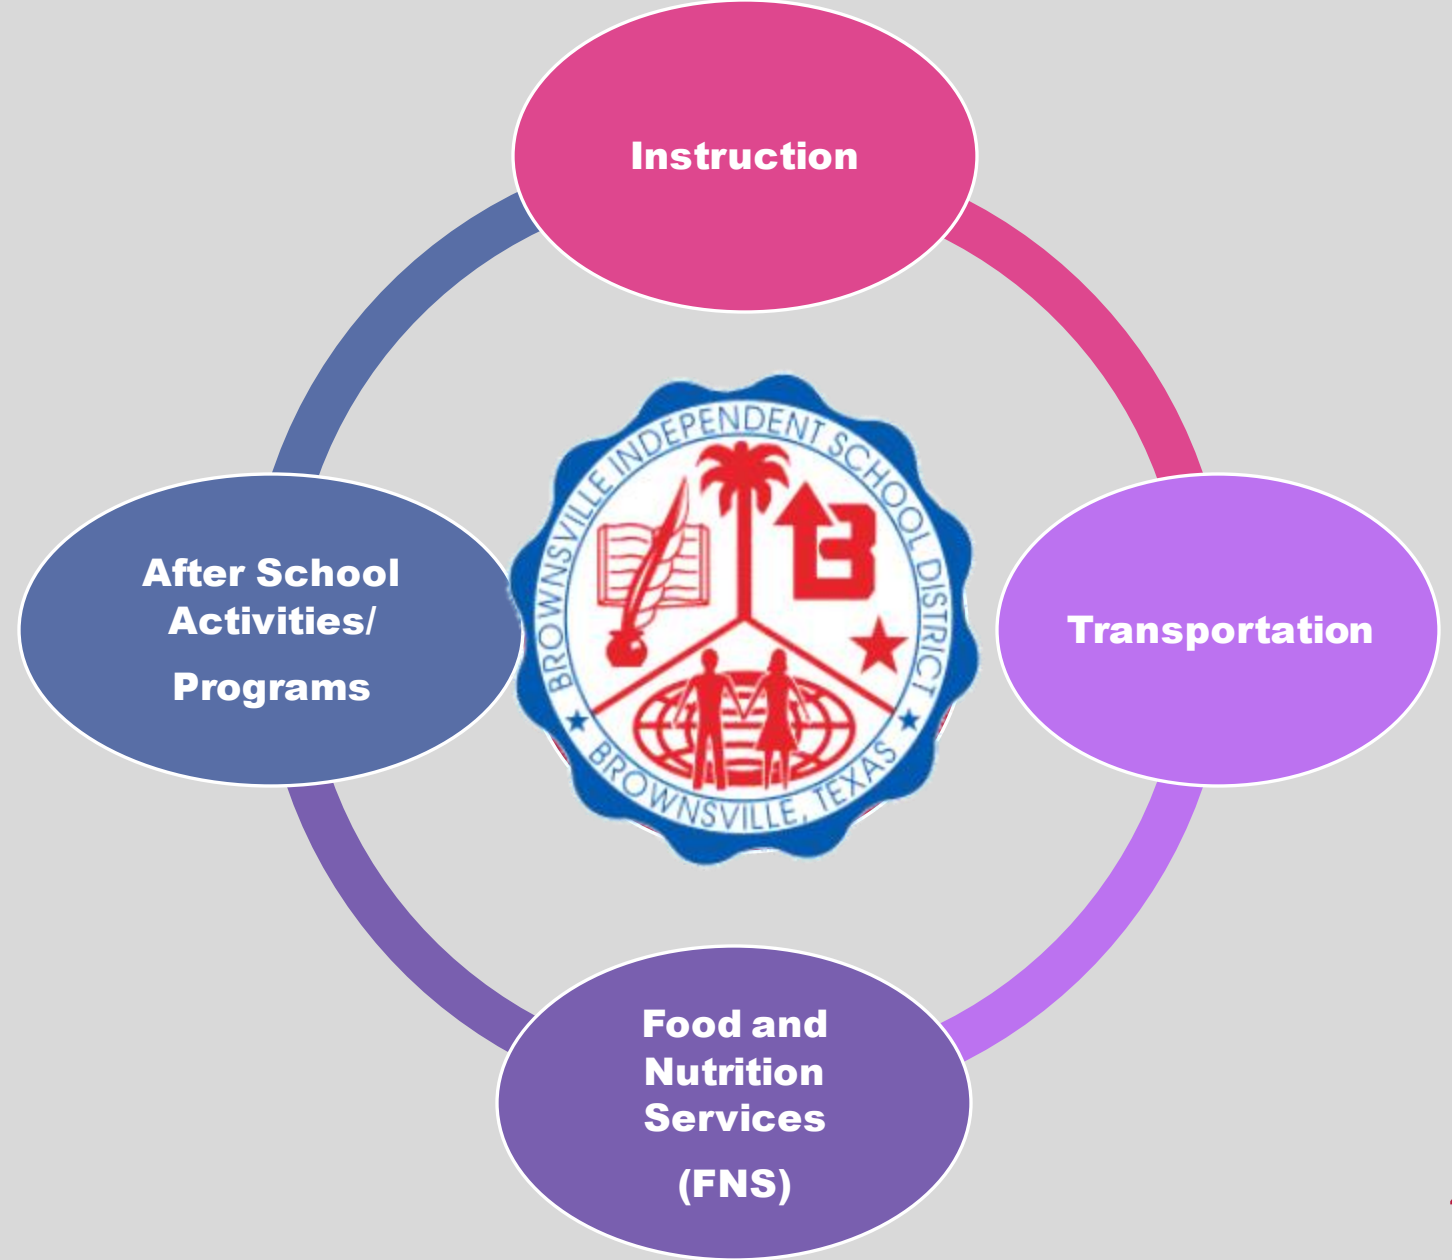 Instruction
After School
Activities/
Programs
BROWNSVILLE INDEPENDENT SCHOOL DISTRICT
B
BROWNSVILLE, TEXAS
Transportation
Food and
Nutrition
Services
(FNS)